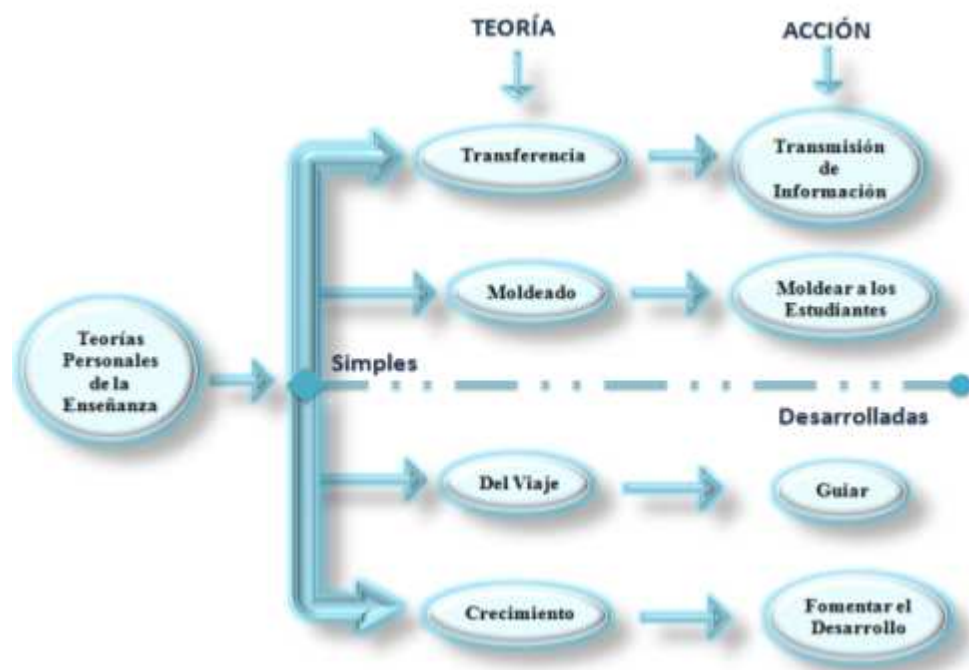 TEORÍA
ACCIÓN
Transferencia
Transmisión
de
Información
Moldeado
Moldear a los
Estudiantes
Teorías
Personales
de la
Enseñanza
Simples
Desarrolladas
Del Viaje
Guiar
Crecimiento
Fomentar el
Desarrollo